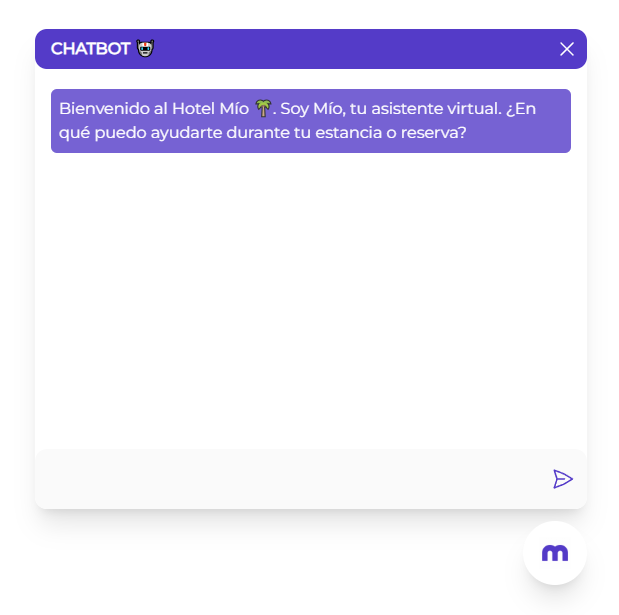 CHATBOT 🤖
Bienvenido al Hotel Mío 🌴. Soy Mío, tu asistente virtual. ¿En
qué puedo ayudarte durante tu estancia o reserva?
m